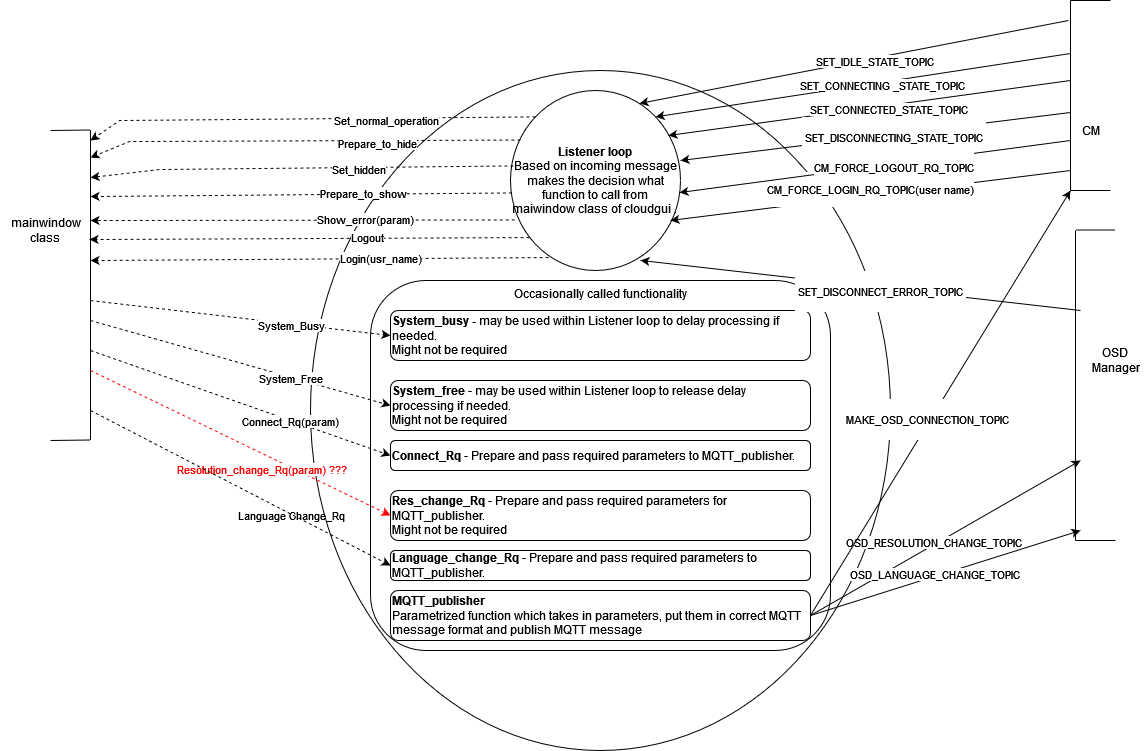 SET_IDLE_STATE_TOPIC
SET_CONNECTING _STATE_TOPIC
SET_CONNECTED_STATE_TOPIC
SET_DISCONNECTING_STATE_TOPIC
CM_FORCE_LOGOUT_RQ_TOPIC
CM_FORCE_LOGIN_RQ_TOPIC(user name)
CM
Set_normal_operation
Prepare_to_hide
Set_hidden
Prepare_to_show
Show_error(param)
Logout
Login(usr_name)
mainwindow
class
Listener loop
Based on incoming message
makes the decision what
function to call from
maiwindow class of cloudgui
SET_DISCONNECT_ERROR_TOPIC
OSD
Manager
Occasionally called functionality
System_busy - may be used within Listener loop to delay processing if
needed.
Might not be required
System_free - may be used within Listener loop to release delay
processing if needed.
Might not be required
Connect_Rq - Prepare and pass required parameters to MQTT_publisher.
Res_change_Rq - Prepare and pass required parameters for
MQTT_publisher.
Might not be required
Language_change_Rq - Prepare and pass required parameters to
MQTT_publisher.
MQTT_publisher
Parametrized function which takes in parameters, put them in correct MQTT
message format and publish MQTT message
System_Busy
System_Free
Connect_Rq(param)
Resolution_change_Rq(param) ???
Language Change_Rq
MAKE_OSD_CONNECTION_TOPIC
OSD_RESOLUTION_CHANGE_TOPIC
OSD_LANGUAGE_CHANGE_TOPIC